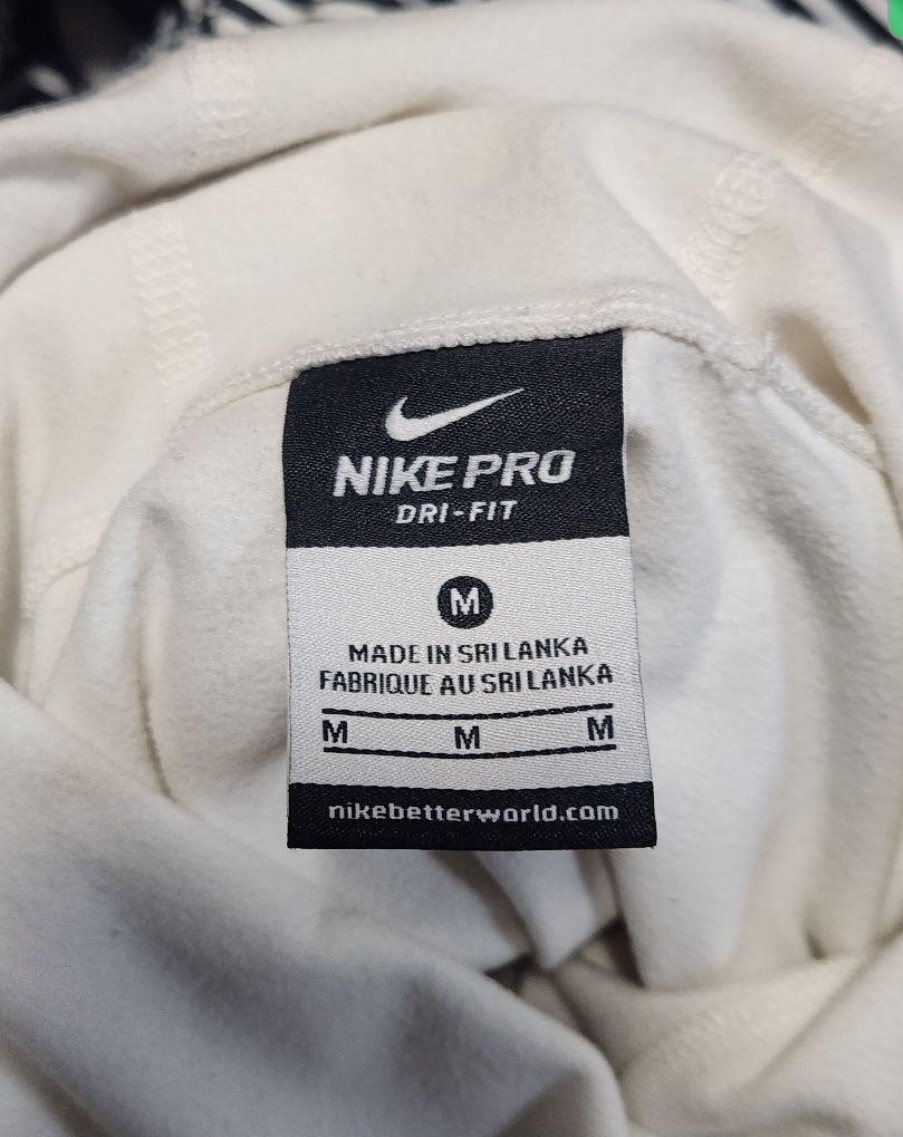 NIKE PRO
DRI-FIT
M
MADE IN SRI LANKA
FABRIQUE AU SRI LANKA
M M M
nikebetterworld.com